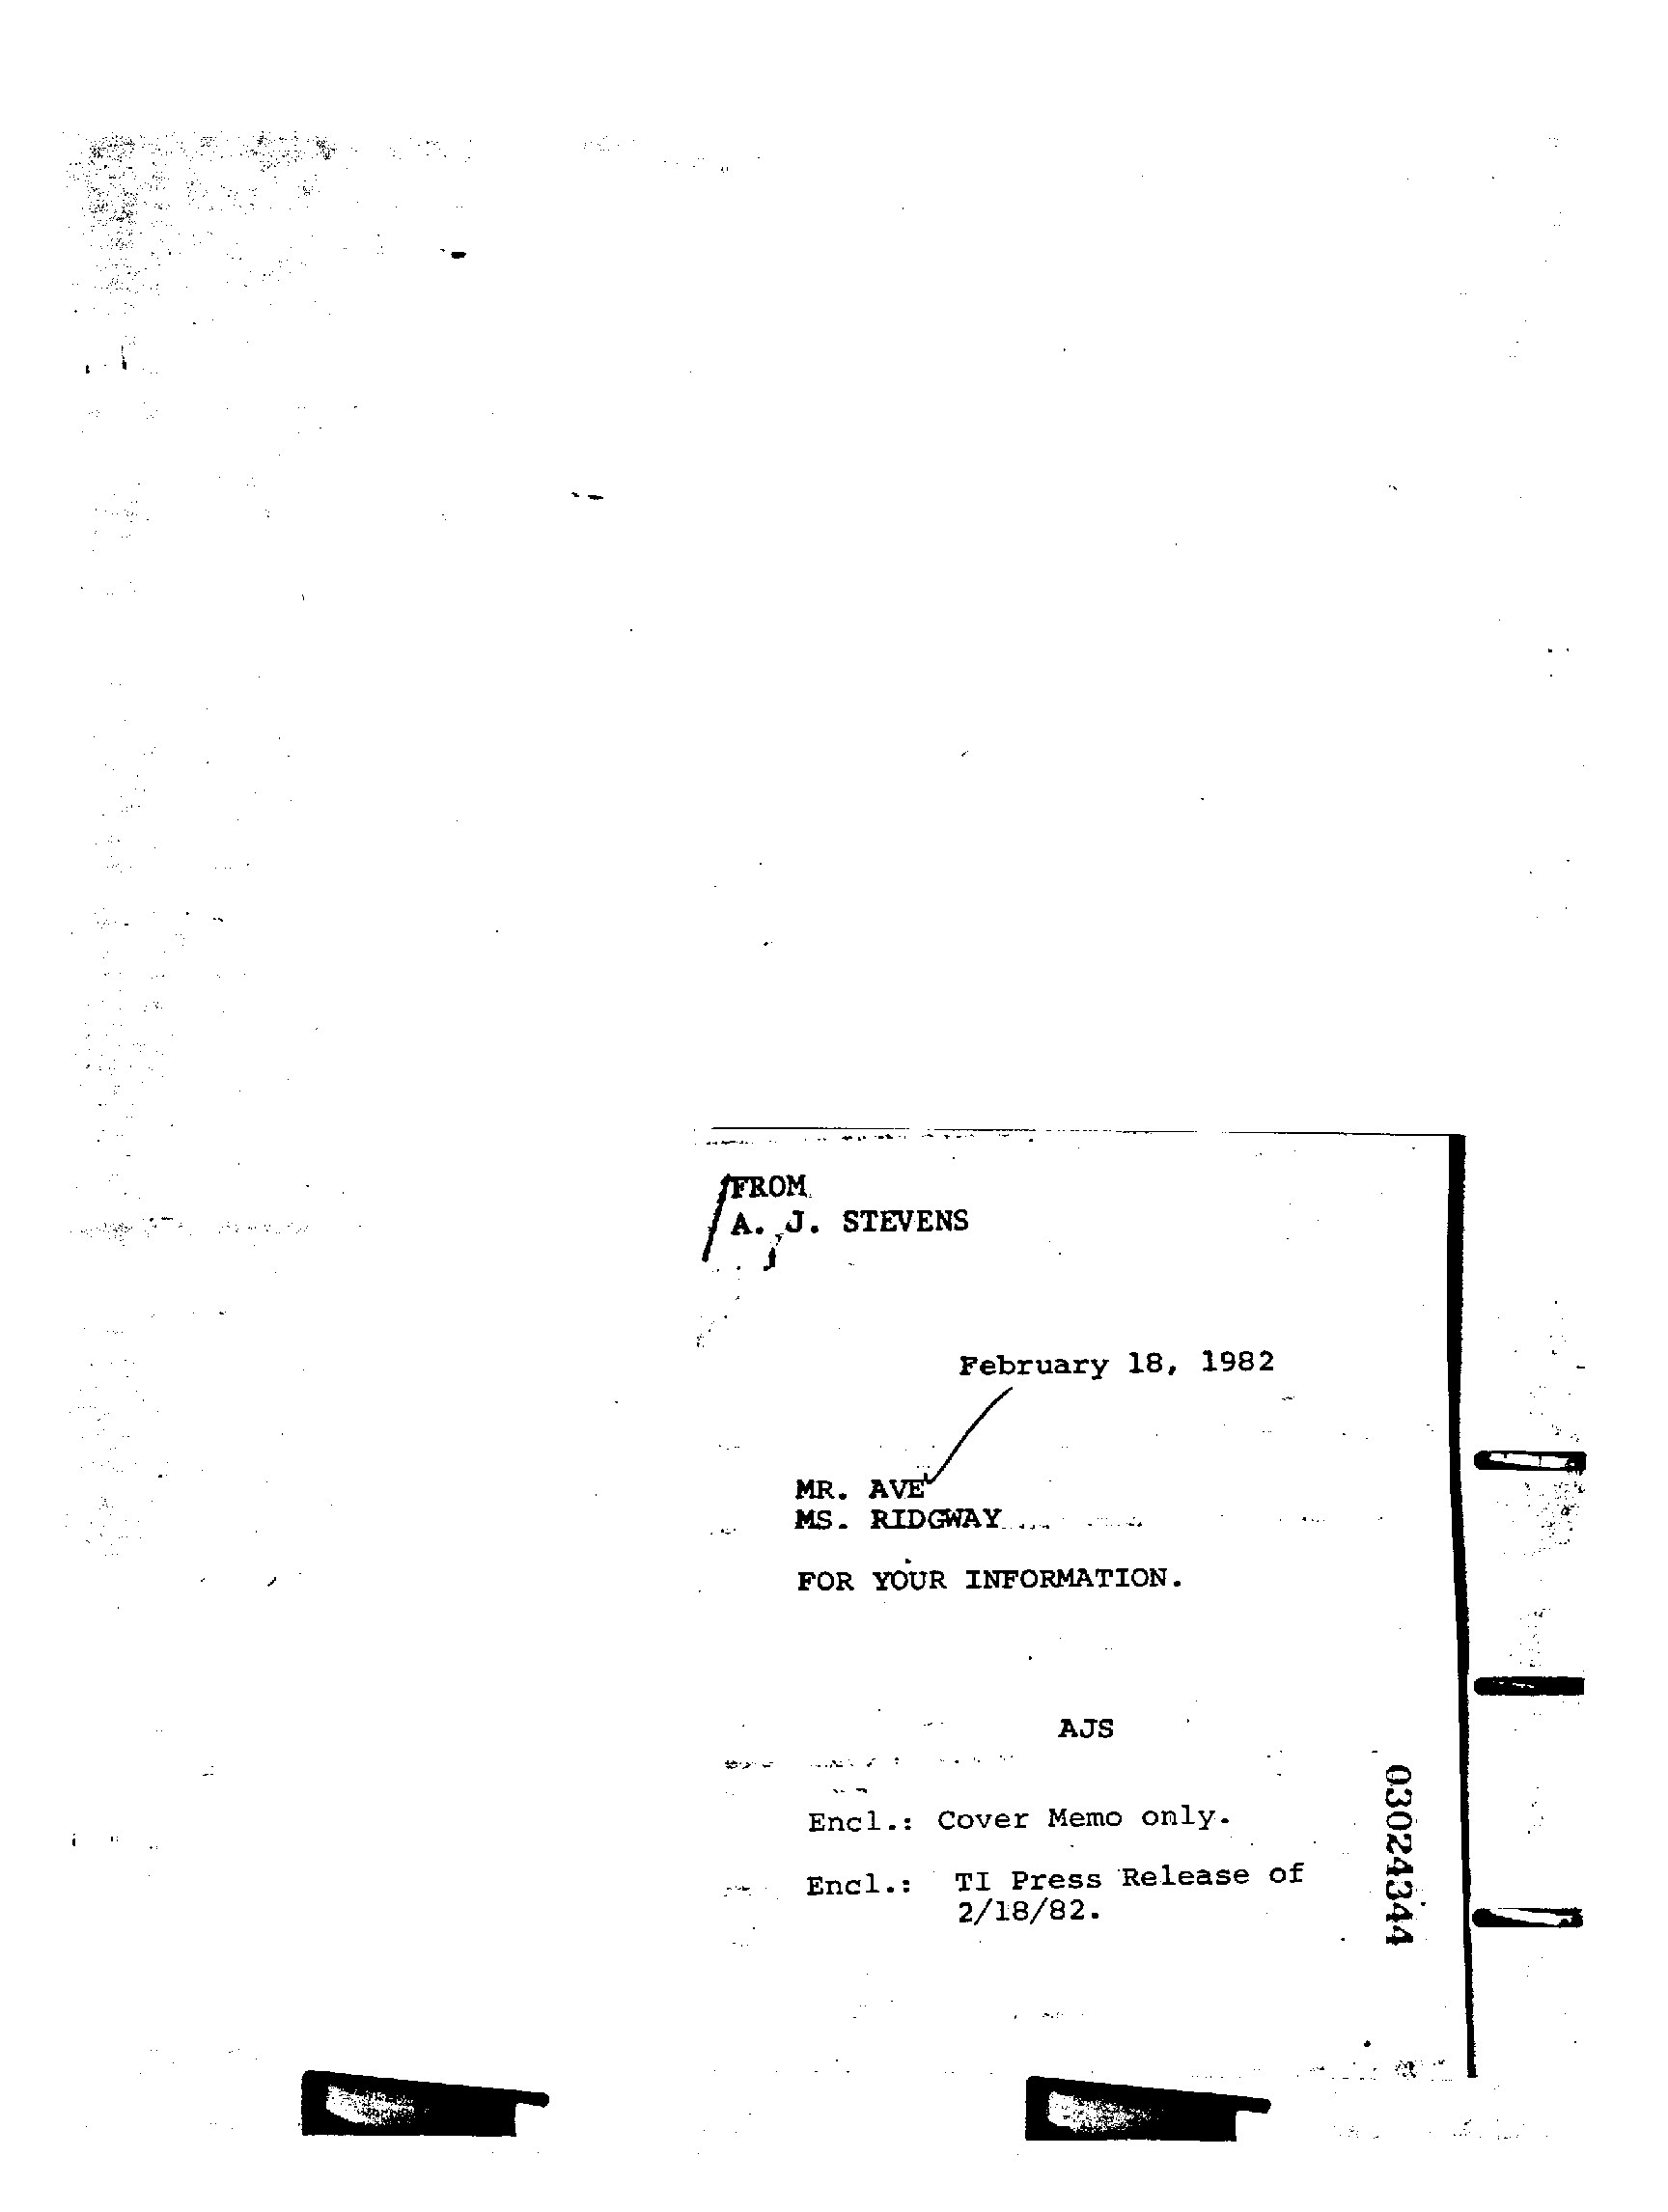 FROM
A. J. STEVENS
February 18, 1982
MR. AVE
MS. RIDGWAY
FOR YOUR INFORMATION.
AJS
Encl.: Cover Memo only.
Encl.: TI Press Release of
2/18/82.
03024344